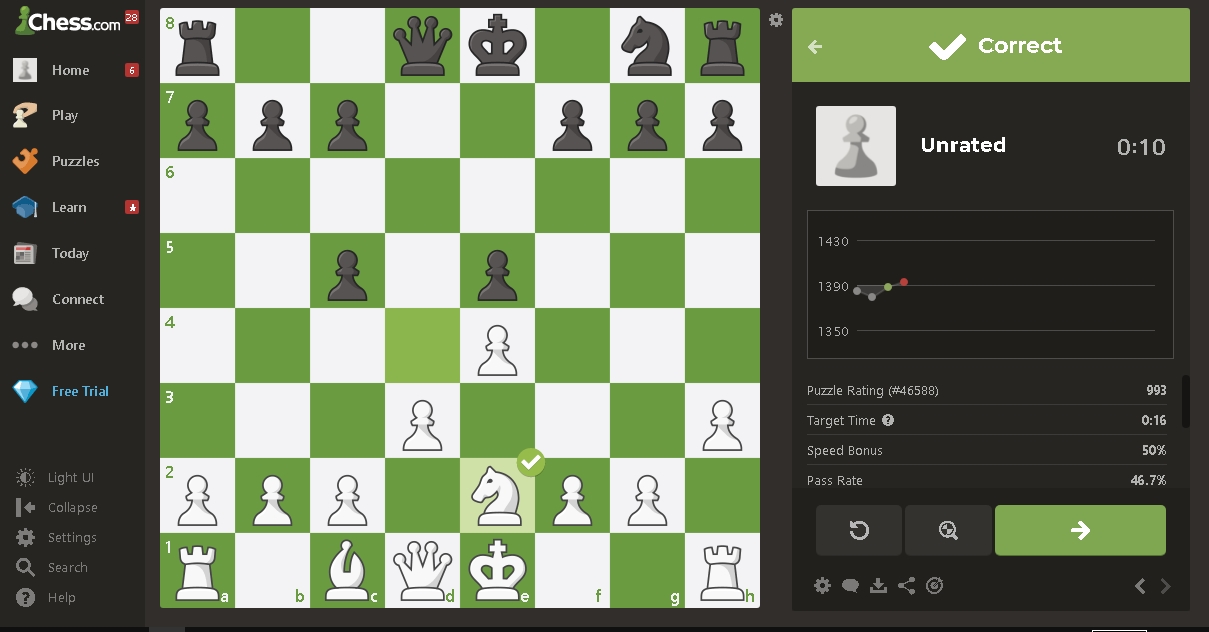 Chess.com 28
Home 6
Play
Puzzles
Learn
Today
Connect
More
Free Trial
Light UI
Collapse
Settings
Search
Help
8
7
6
5
4
3
2
1
a b c d e f g h
Correct
Unrated 0:10
1430
1390
1350
Puzzle Rating (#46588) 993
Target Time ? 0:16
Speed Bonus 50%
Pass Rate 46.7%